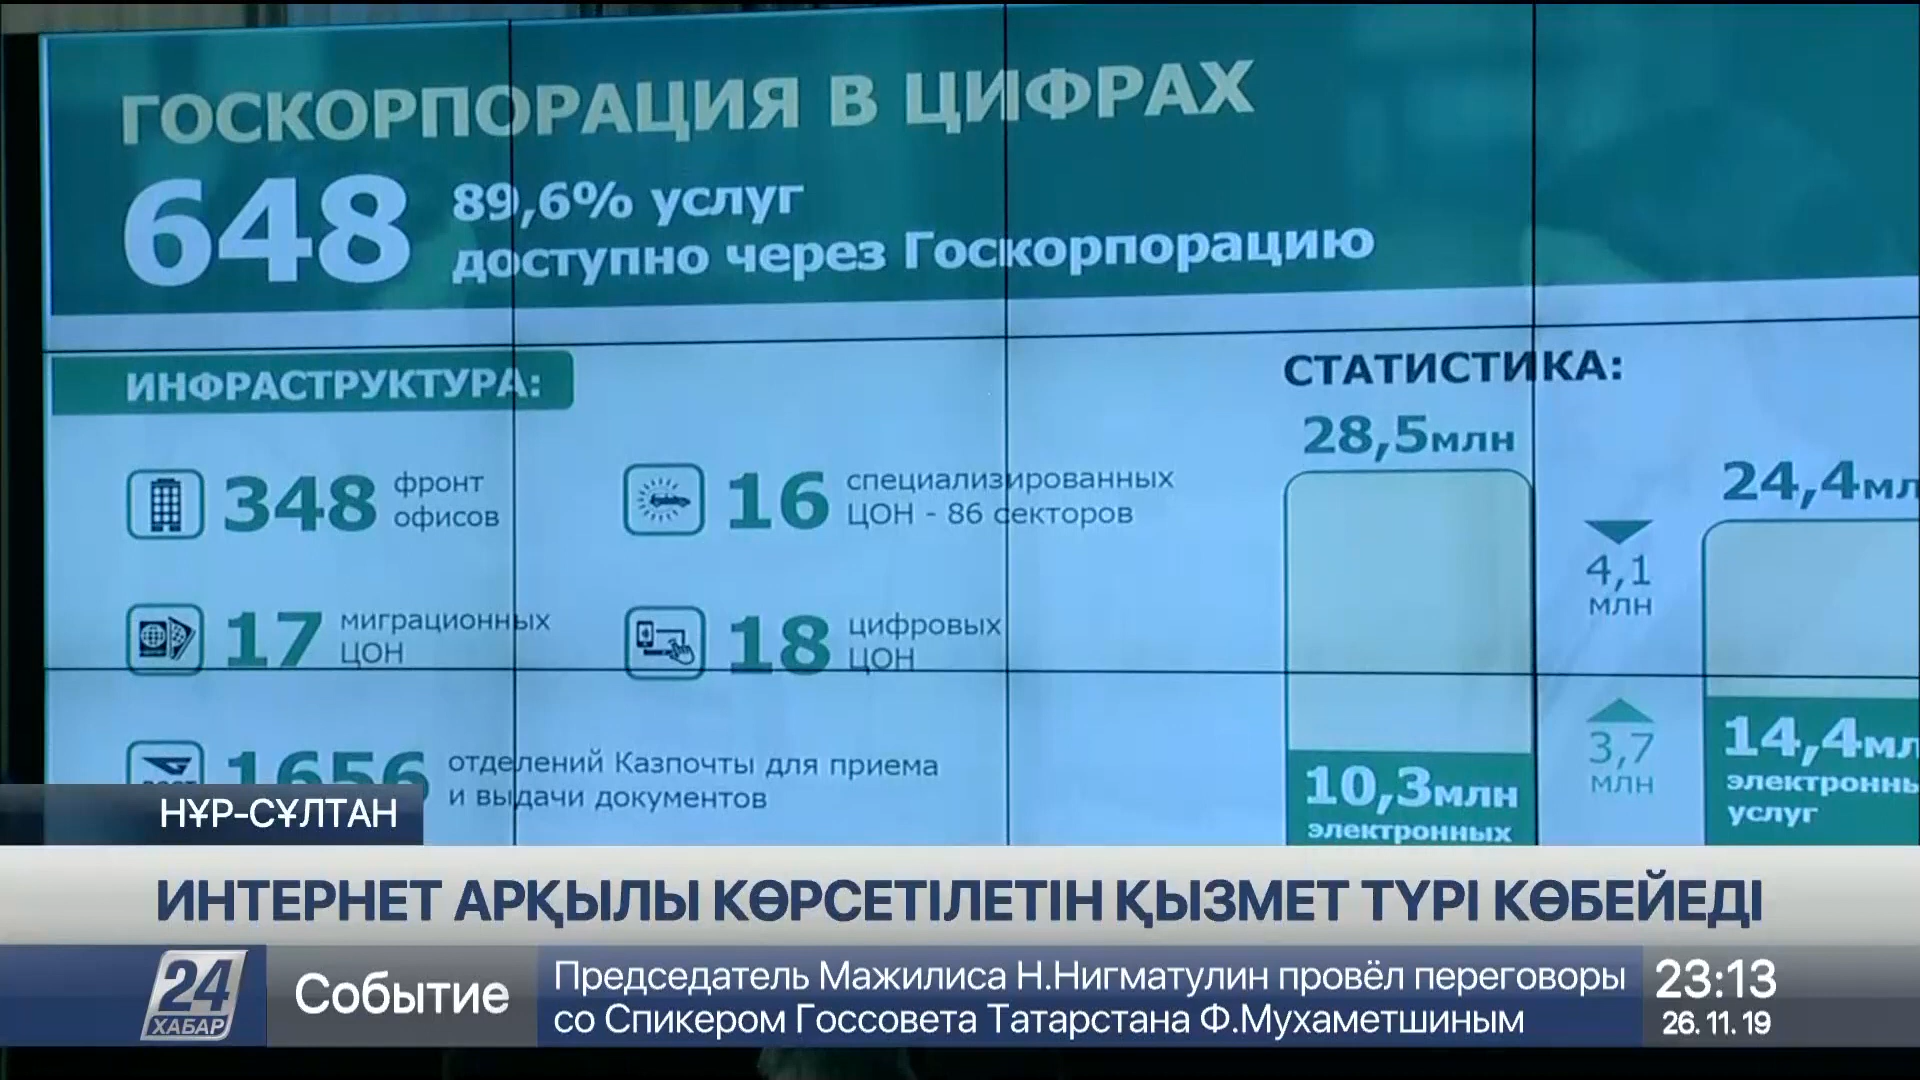 ГОСКОРПОРАЦИЯ В ЦИФРАХ
648
89,6% услуг
доступно через Госкорпорацию
ИНФРАСТРУКТУРА:
348 фронт
офисов
16 специализированных
ЦОН - 86 секторов
17 миграционных
ЦОН
18 цифровых
ЦОН
1656 отделений Казпочты для приема
и выдачи документов
СТАТИСТИКА:
28,5млн
10,3млн
электронных
4,1
млн
3,7
млн
24,4мл
14,4мл
электроннь
услуг
НҰР-СҰЛТАН
ИНТЕРНЕТ АРҚЫЛЫ КӨРСЕТІЛЕТІН ҚЫЗМЕТ ТҮРІ КӨБЕЙЕДІ
24
ХАБАР
Событие
Председатель Мажилиса Н.Нигматулин провёл переговоры
со Спикером Госсовета Татарстана Ф.Мухаметшиным
23:13
26.11.19